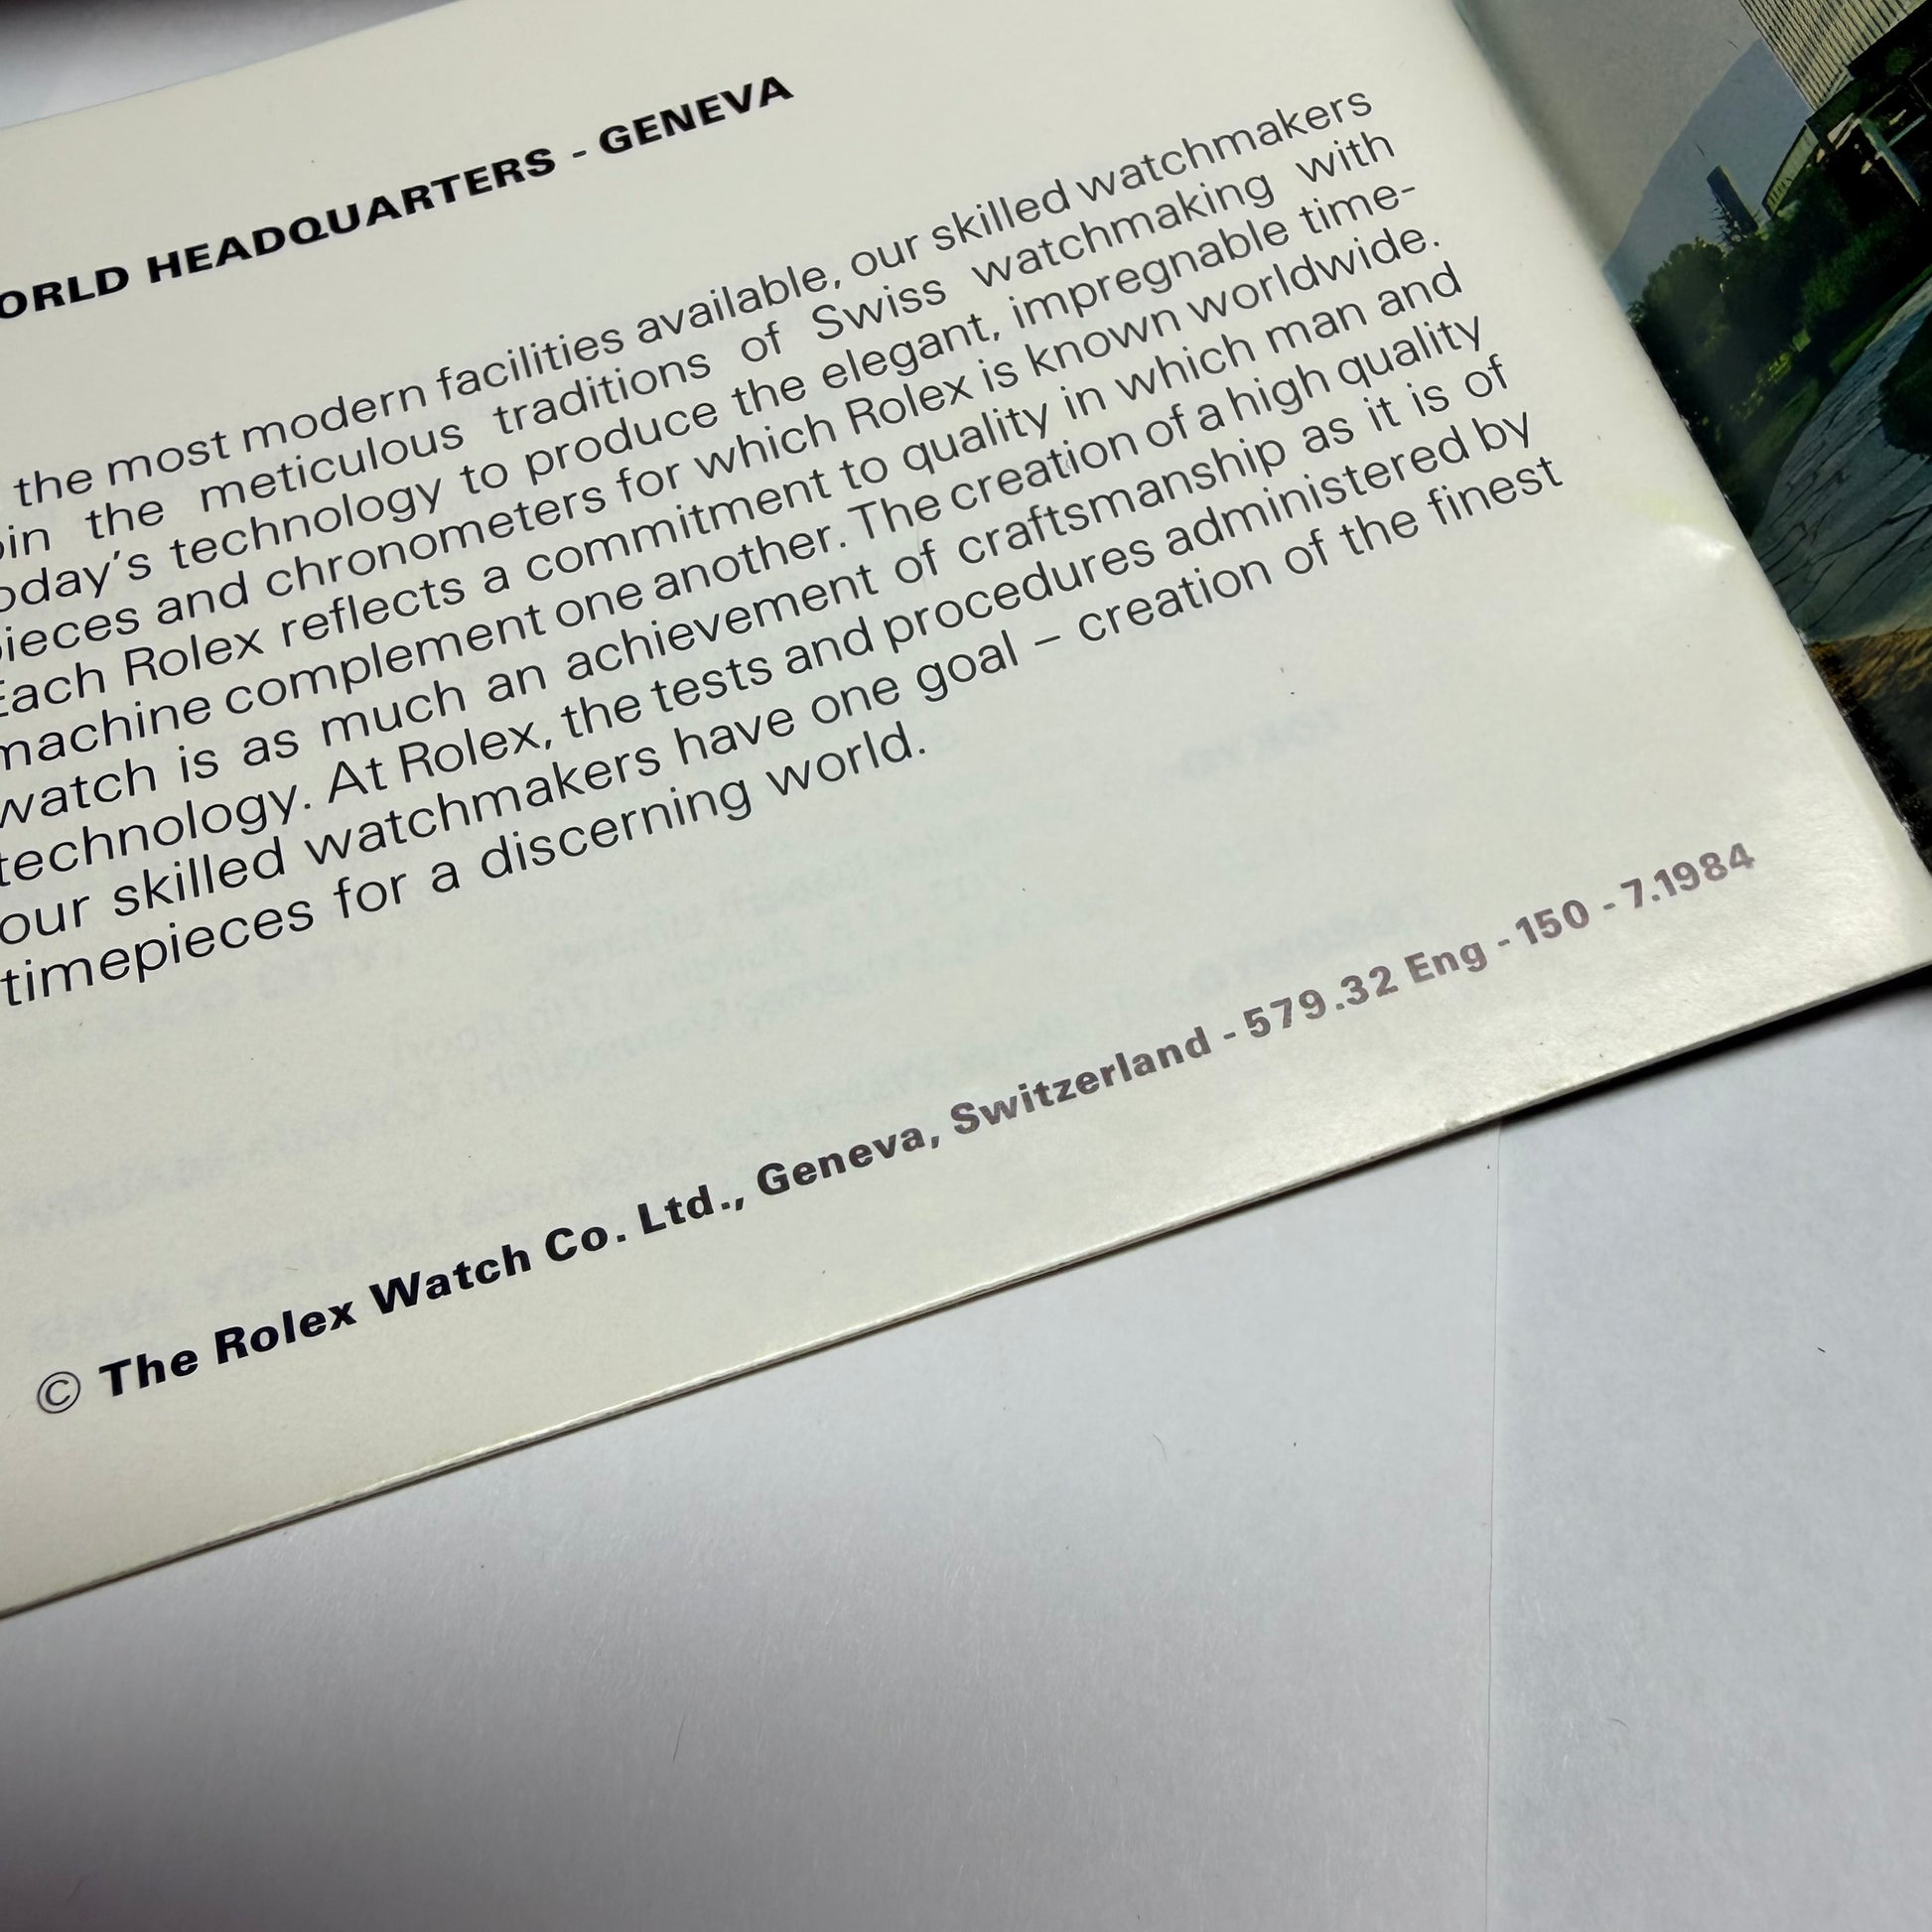 ORLD HEADQUARTERS - GENEVA
the most modern facilities available, our skilled watchmakers
in the meticulous traditions of Swiss watchmaking with
oday's technology to produce the elegant, impregnable time-
ieces and chronometers for which Rolex is known worldwide.
Each Rolex reflects a commitment to quality in which man and
machine complement one another. The creation of a high quality
watch is as much an achievement of craftsmanship as it is of
technology. At Rolex, the tests and procedures administered by
our skilled watchmakers have one goal – creation of the finest
timepieces for a discerning world.
© The Rolex Watch Co. Ltd., Geneva, Switzerland - 579.32 Eng - 150 - 7.1984